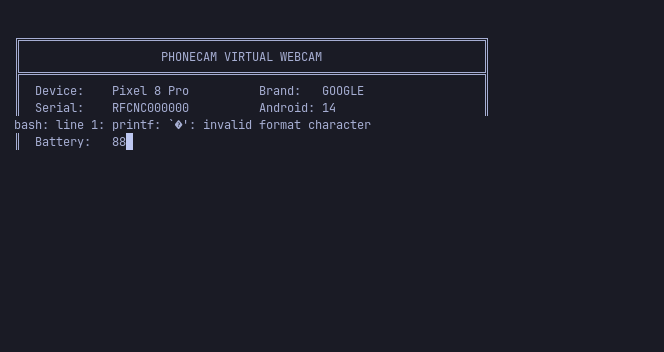 PHONECAM VIRTUAL WEBCAM
Device: Pixel 8 Pro Brand: GOOGLE
Serial: RFCNC000000 Android: 14
bash: line 1: printf: `�': invalid format character
Battery: 88